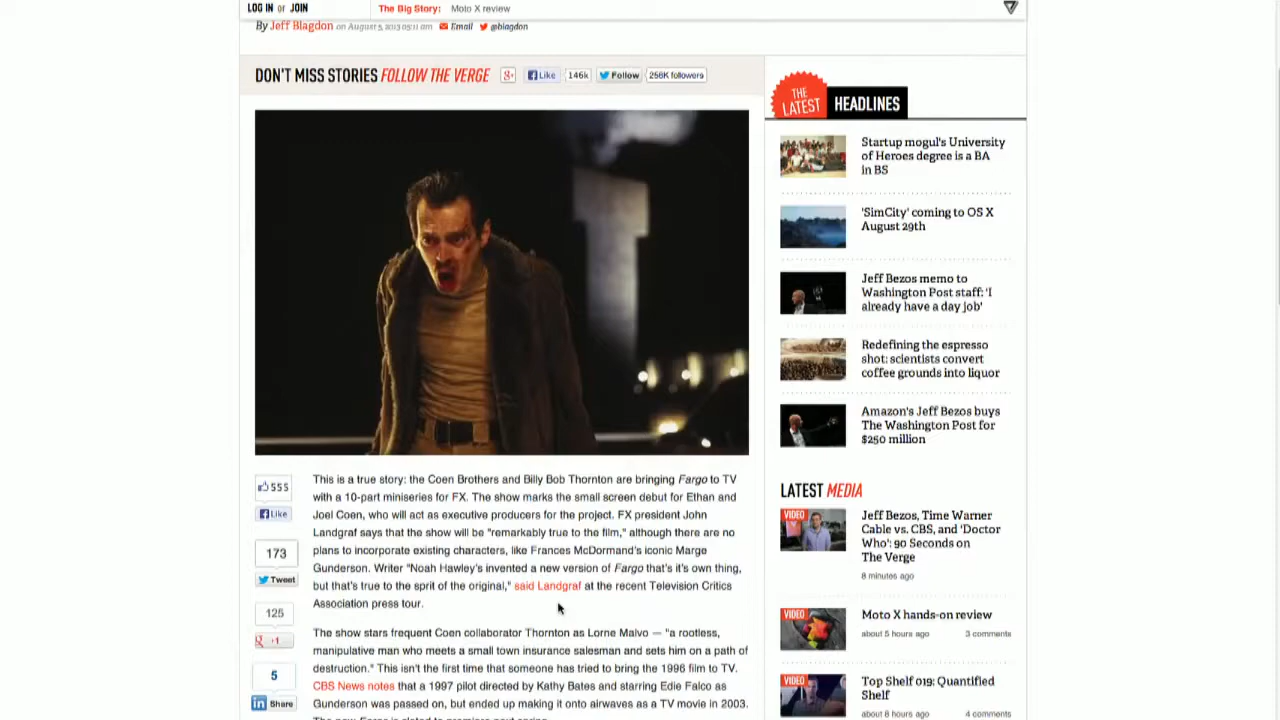 LOG IN or JOIN
The Big Story: Moto X review
By Jeff Blagdon on August 5, 2013 05:11 am Email @blagdon
DON'T MISS STORIES FOLLOW THE VERGE
Like 146k Follow 256K followers
This is a true story: the Coen Brothers and Billy Bob Thornton are bringing Fargo to TV
with a 10-part miniseries for FX. The show marks the small screen debut for Ethan and
Joel Coen, who will act as executive producers for the project. FX president John
Landgraf says that the show will be "remarkably true to the film," although there are no
plans to incorporate existing characters, like Frances McDormand's iconic Marge
Gunderson. Writer "Noah Hawley's invented a new version of Fargo that's it's own thing,
but that's true to the sprit of the original," said Landgraf at the recent Television Critics
Association press tour.
The show stars frequent Coen collaborator Thornton as Lorne Malvo — "a rootless,
manipulative man who meets a small town insurance salesman and sets him on a path of
destruction." This isn't the first time that someone has tried to bring the 1996 film to TV.
CBS News notes that a 1997 pilot directed by Kathy Bates and starring Edie Falco as
Gunderson was passed on, but ended up making it onto airwaves as a TV movie in 2003.
555
Like
173
Tweet
125
+1
5
in Share
THE
LATEST
HEADLINES
Startup mogul's University
of Heroes degree is a BA
in BS
'SimCity' coming to OS X
August 29th
Jeff Bezos memo to
Washington Post staff: 'I
already have a day job'
Redefining the espresso
shot: scientists convert
coffee grounds into liquor
Amazon's Jeff Bezos buys
The Washington Post for
$250 million
LATEST MEDIA
VIDEO
Jeff Bezos, Time Warner
Cable vs. CBS, and 'Doctor
Who': 90 Seconds on
The Verge
8 minutes ago
VIDEO
Moto X hands-on review
about 5 hours ago 3 comments
VIDEO
Top Shelf 019: Quantified
Shelf
about 8 hours ago 4 comments